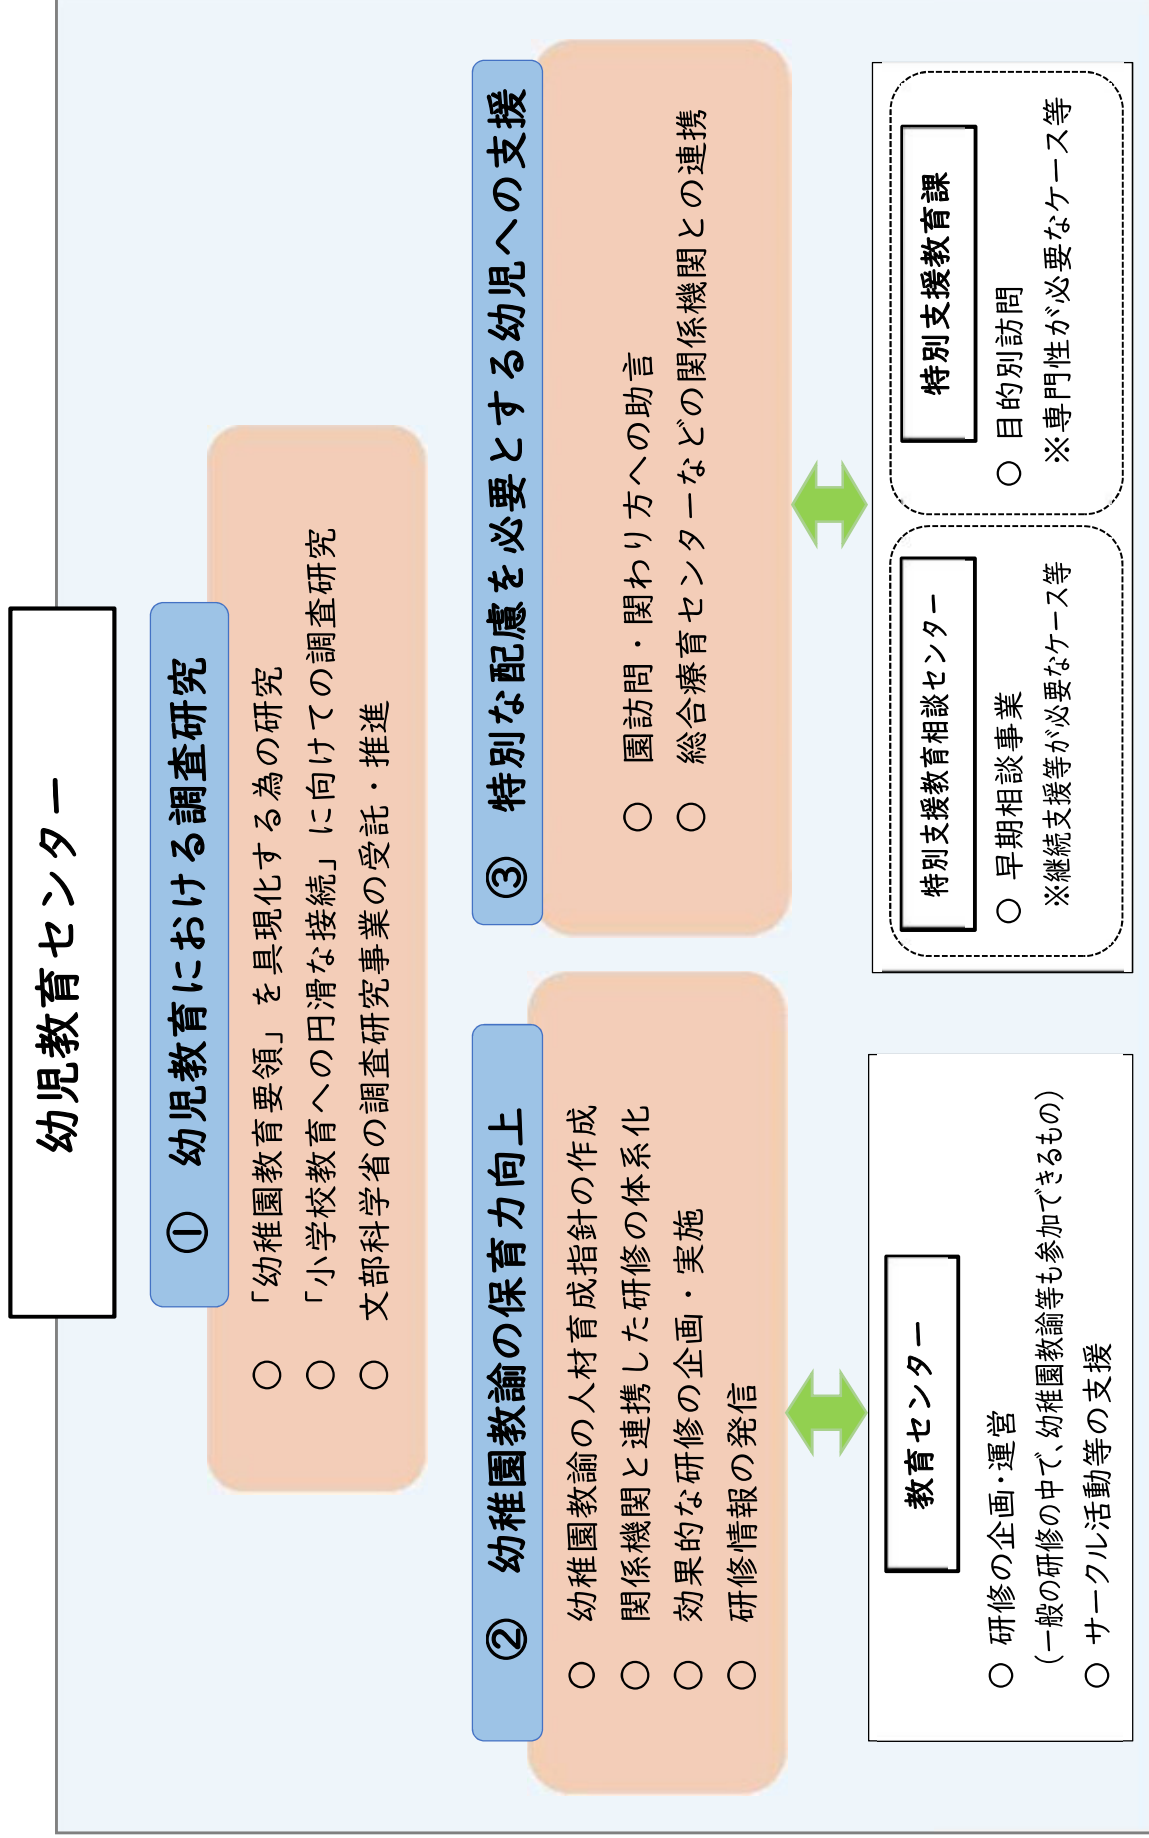 幼児教育センター
① 幼児教育における調査研究
○ 「幼稚園教育要領」を具現化する為の研究
○ 「小学校教育への円滑な接続」に向けての調査研究
○ 文部科学省の調査研究事業の受託・推進
② 幼稚園教諭の保育力向上
○ 幼稚園教諭の人材育成指針の作成
○ 関係機関と連携した研修の体系化
○ 効果的な研修の企画・実施
○ 研修情報の発信
③ 特別な配慮を必要とする幼児への支援
○ 園訪問・関わり方への助言
○ 総合療育センターなどの関係機関との連携
教育センター
○ 研修の企画・運営
(一般の研修の中で、幼稚園教諭等も参加できるもの)
○ サークル活動等の支援
特別支援教育相談センター
○ 早期相談事業
※継続支援等が必要なケース等
特別支援教育課
○ 目的別訪問
※専門性が必要なケース等